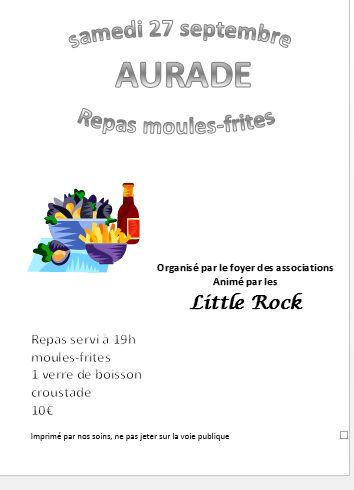 samedi 27 septembre
AURADE
Repas moules-frites
Organisé par le foyer des associations
Animé par les
Little Rock
Repas servi à 19h
moules-frites
1 verre de boisson
croustade
10€
Imprimé par nos soins, ne pas jeter sur la voie publique